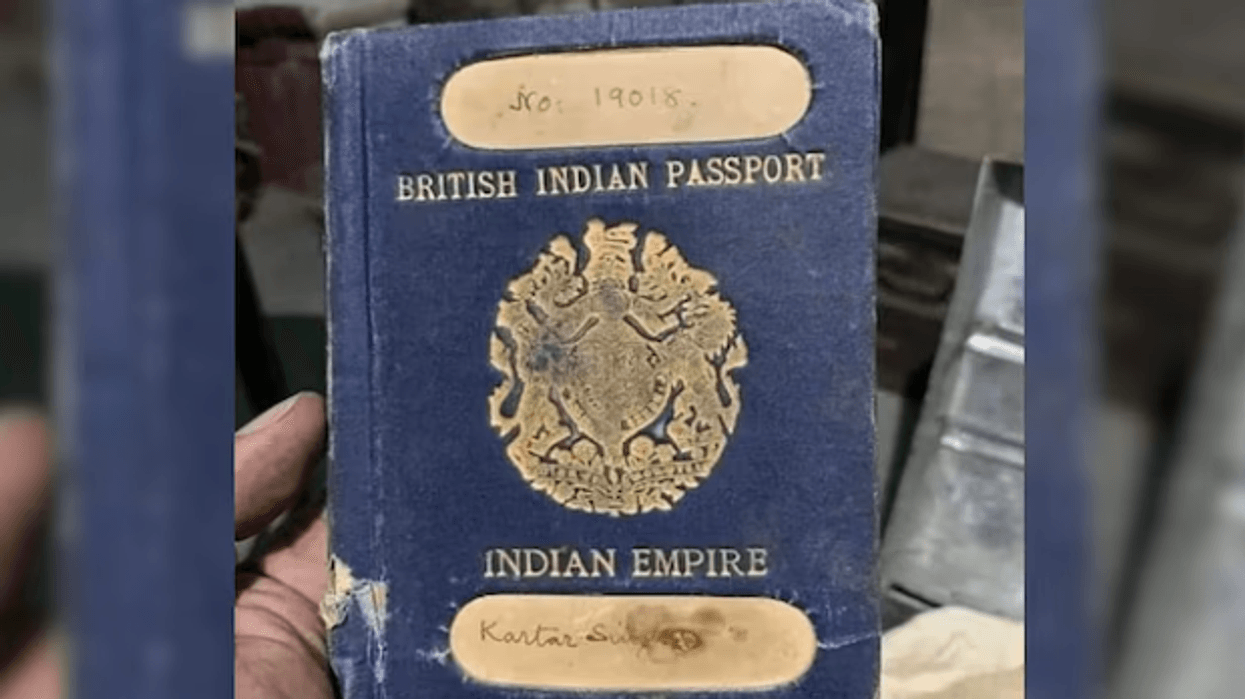 No: 19018.
BRITISH INDIAN PASSPORT
INDIAN EMPIRE
Kartar